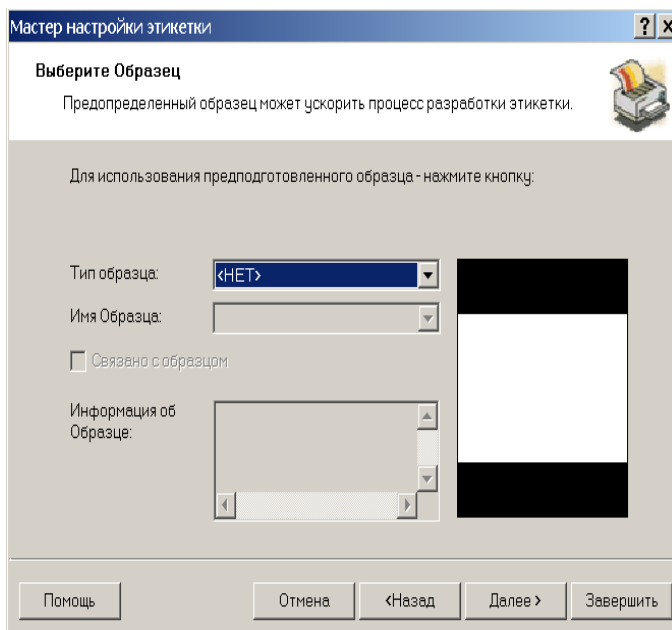 Мастер настройки этикетки
Выберите Образец
Предопределенный образец может ускорить процесс разработки этикетки.
Для использования предподготовленного образца - нажмите кнопку:
Тип образца:
<НЕТ>
Имя Образца:
Связано с образцом
Информация об
Образце:
Помощь
Отмена
<Назад
Далее >
Завершить